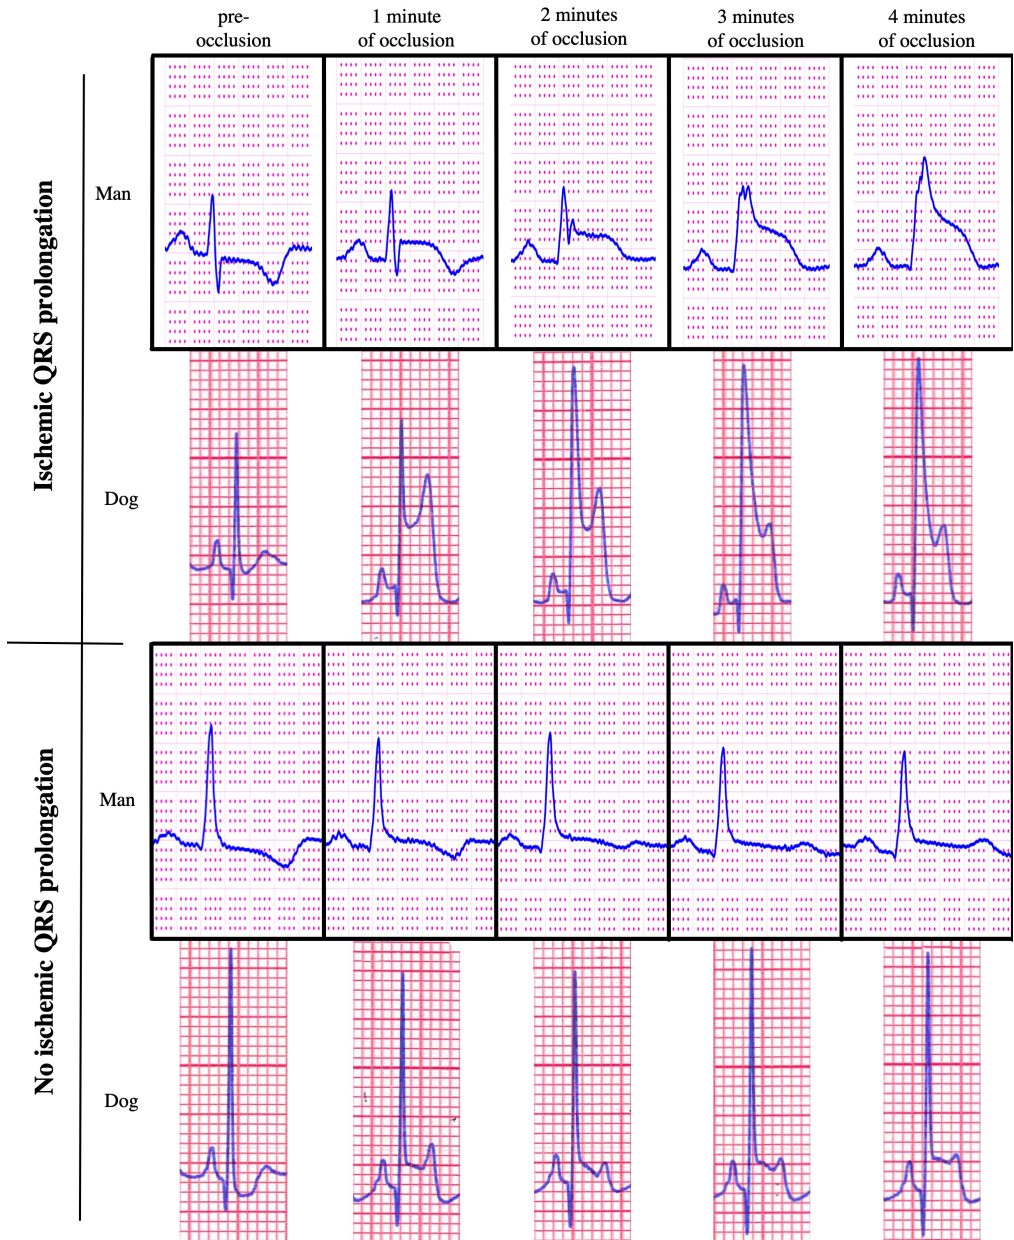 pre-
occlusion
1 minute
of occlusion
2 minutes
of occlusion
3 minutes
of occlusion
4 minutes
of occlusion
Ischemic QRS prolongation
Man
Dog
No ischemic QRS prolongation
Man
Dog